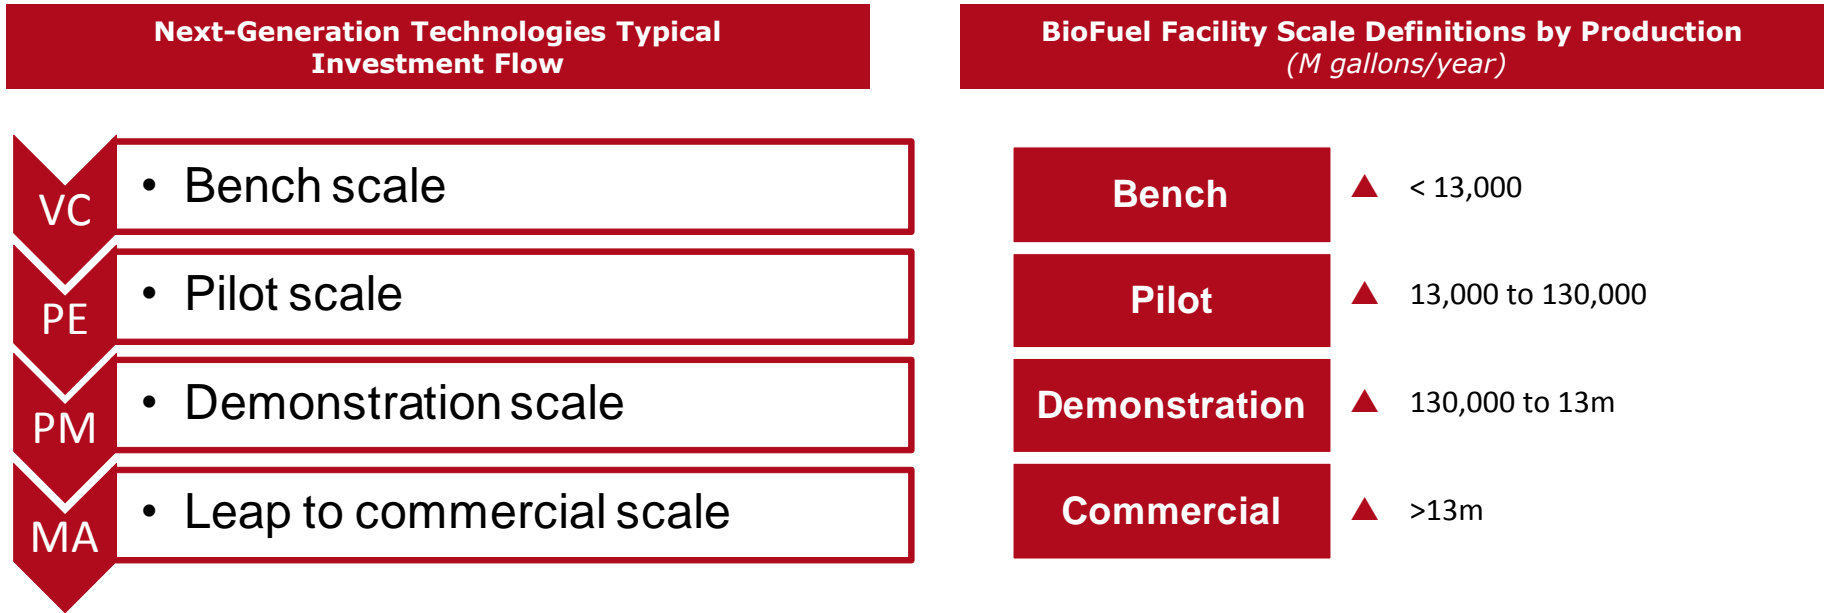 Next-Generation Technologies Typical
Investment Flow
VC
• Bench scale
PE
• Pilot scale
PM
• Demonstration scale
MA
• Leap to commercial scale
BioFuel Facility Scale Definitions by Production
(M gallons/year)
Bench
< 13,000
Pilot
13,000 to 130,000
Demonstration
130,000 to 13m
Commercial
>13m